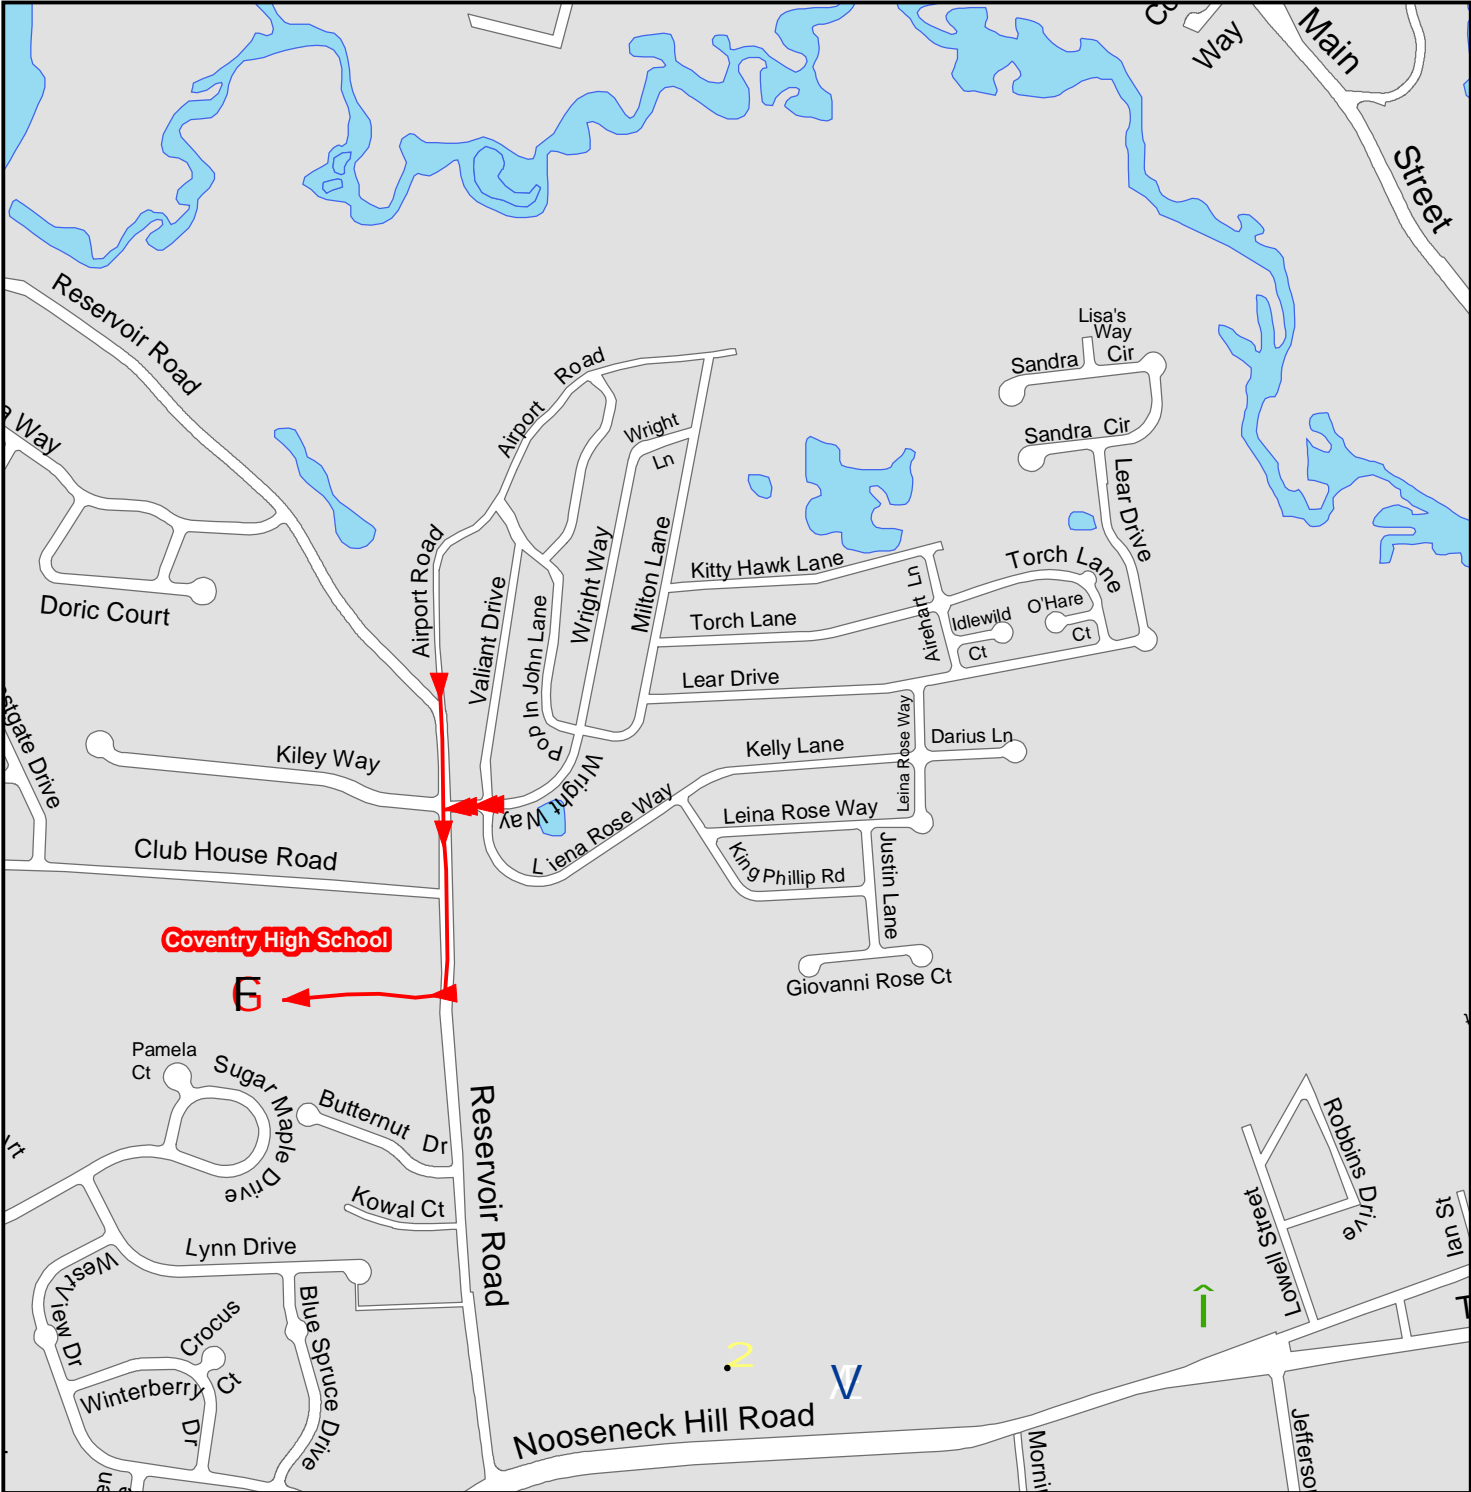 Way
Main
Street
Reservoir Road
Lisa's
Way
Sandra Cir
Airport Road
Wright
Ln
Sandra Cir
Lear Drive
Way
Airport Road
Valiant Drive
Pop In John Lane
Wright Way
Milton Lane
Kitty Hawk Lane
Torch Lane
Airehart Ln
Torch Lane
Idlewild
Ct
O'Hare
Ct
Doric Court
Lear Drive
Leina Rose Way
Darius Ln
Kelly Lane
Kiley Way
Wright Way
Liena Rose Way
Leina Rose Way
Club House Road
King Phillip Rd
Justin Lane
Coventry High School
F
G
Giovanni Rose Ct
Pamela
Ct
Sugar Maple Drive
Butternut Dr
Reservoir Road
Kowal Ct
Robbins Drive
Lowell Street
Ian St
Lynn Drive
WestView Dr
Crocus
Ct
Blue Spruce Drive
Winterberry
Dr
2
V
Î
Nooseneck Hill Road